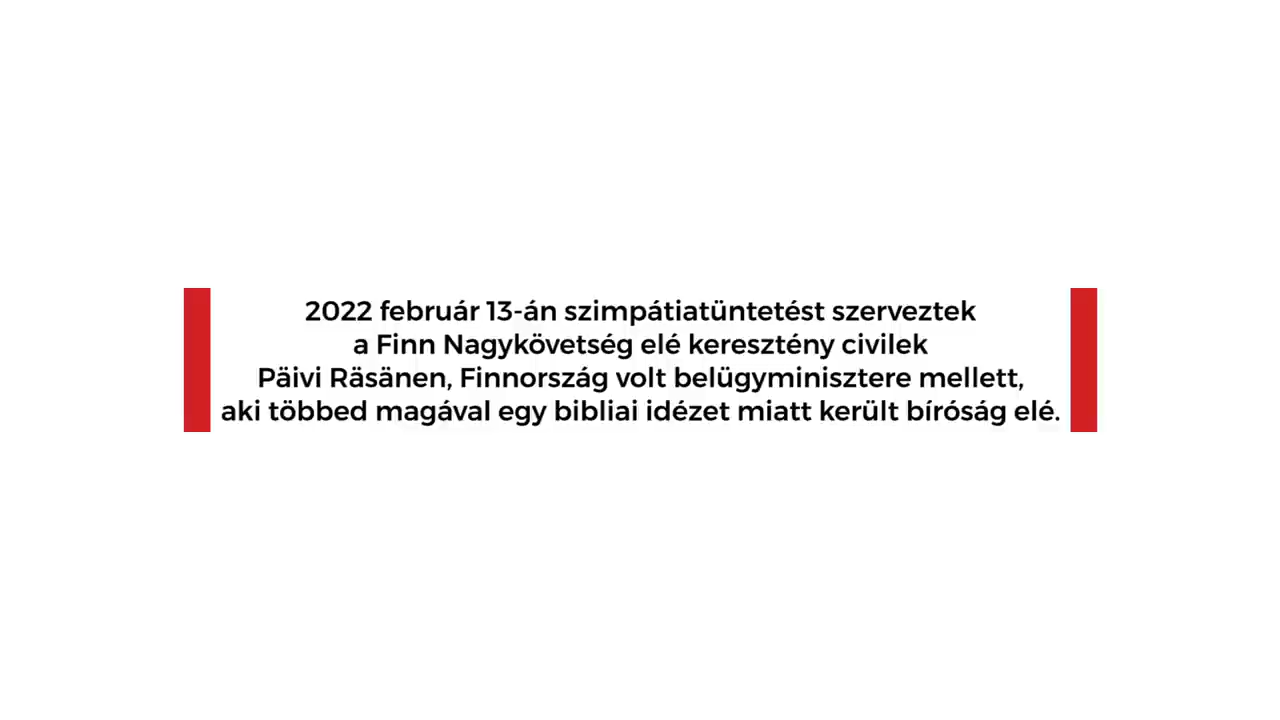 2022 február 13-án szimpátiatüntetést szerveztek
a Finn Nagykövetség elé keresztény civilek
Päivi Räsänen, Finnország volt belügyminisztere mellett,
aki többed magával egy bibliai idézet miatt került bíróság elé.